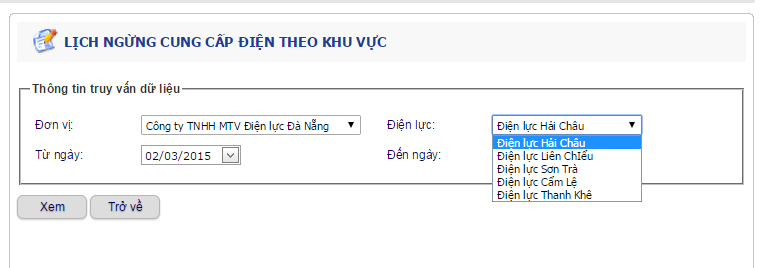 LỊCH NGỪNG CUNG CẤP ĐIỆN THEO KHU VỰC
Thông tin truy vấn dữ liệu
Đơn vị: Công ty TNHH MTV Điện lực Đà Nẵng Điện lực: Điện lực Hải Châu
Từ ngày: 02/03/2015 Đến ngày:
Điện lực Hải Châu
Điện lực Liên Chiểu
Điện lực Sơn Trà
Điện lực Cẩm Lệ
Điện lực Thanh Khê
Xem Trở về